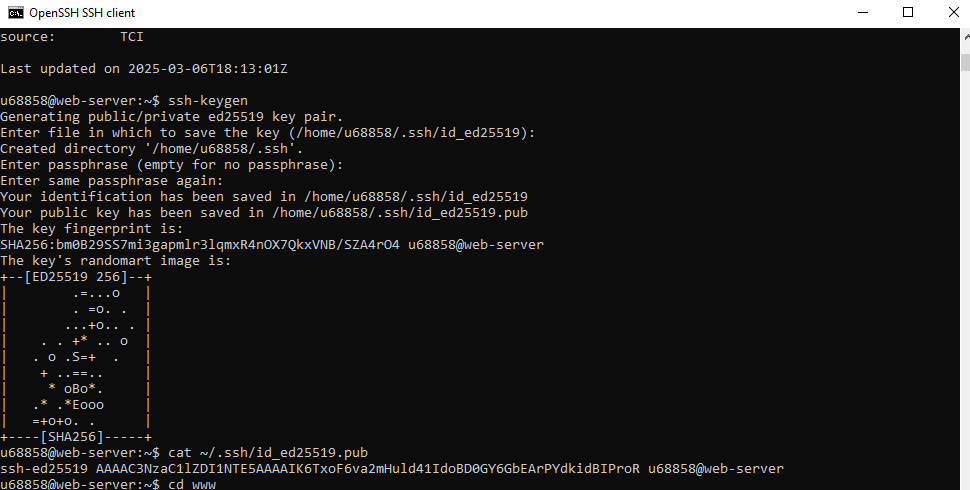 OpenSSH SSH client
source:        TCI
Last updated on 2025-03-06T18:13:01Z
u68858@web-server:~$ ssh-keygen
Generating public/private ed25519 key pair.
Enter file in which to save the key (/home/u68858/.ssh/id_ed25519):
Created directory '/home/u68858/.ssh'.
Enter passphrase (empty for no passphrase):
Enter same passphrase again:
Your identification has been saved in /home/u68858/.ssh/id_ed25519
Your public key has been saved in /home/u68858/.ssh/id_ed25519.pub
The key fingerprint is:
SHA256:bm0B29SS7mi3gapmlr3lqmxR4nOX7QkxVNB/SZA4rO4 u68858@web-server
The key's randomart image is:
+--[ED25519 256]--+
|        .=...o   |
|        . =o. .  |
|       ...+o.. . |
|    . . +* .. o  |
|   . o .S=+  .   |
|    + ..==..     |
|     * oBo*.     |
|   .* .*Eooo     |
|   =+o+o. .      |
+----[SHA256]-----+
u68858@web-server:~$ cat ~/.ssh/id_ed25519.pub
ssh-ed25519 AAAAC3NzaC1lZDI1NTE5AAAAIK6TxoF6va2mHuld41IdoBD0GY6GbEArPYdkidBIProR u68858@web-server
u68858@web-server:~$ cd www